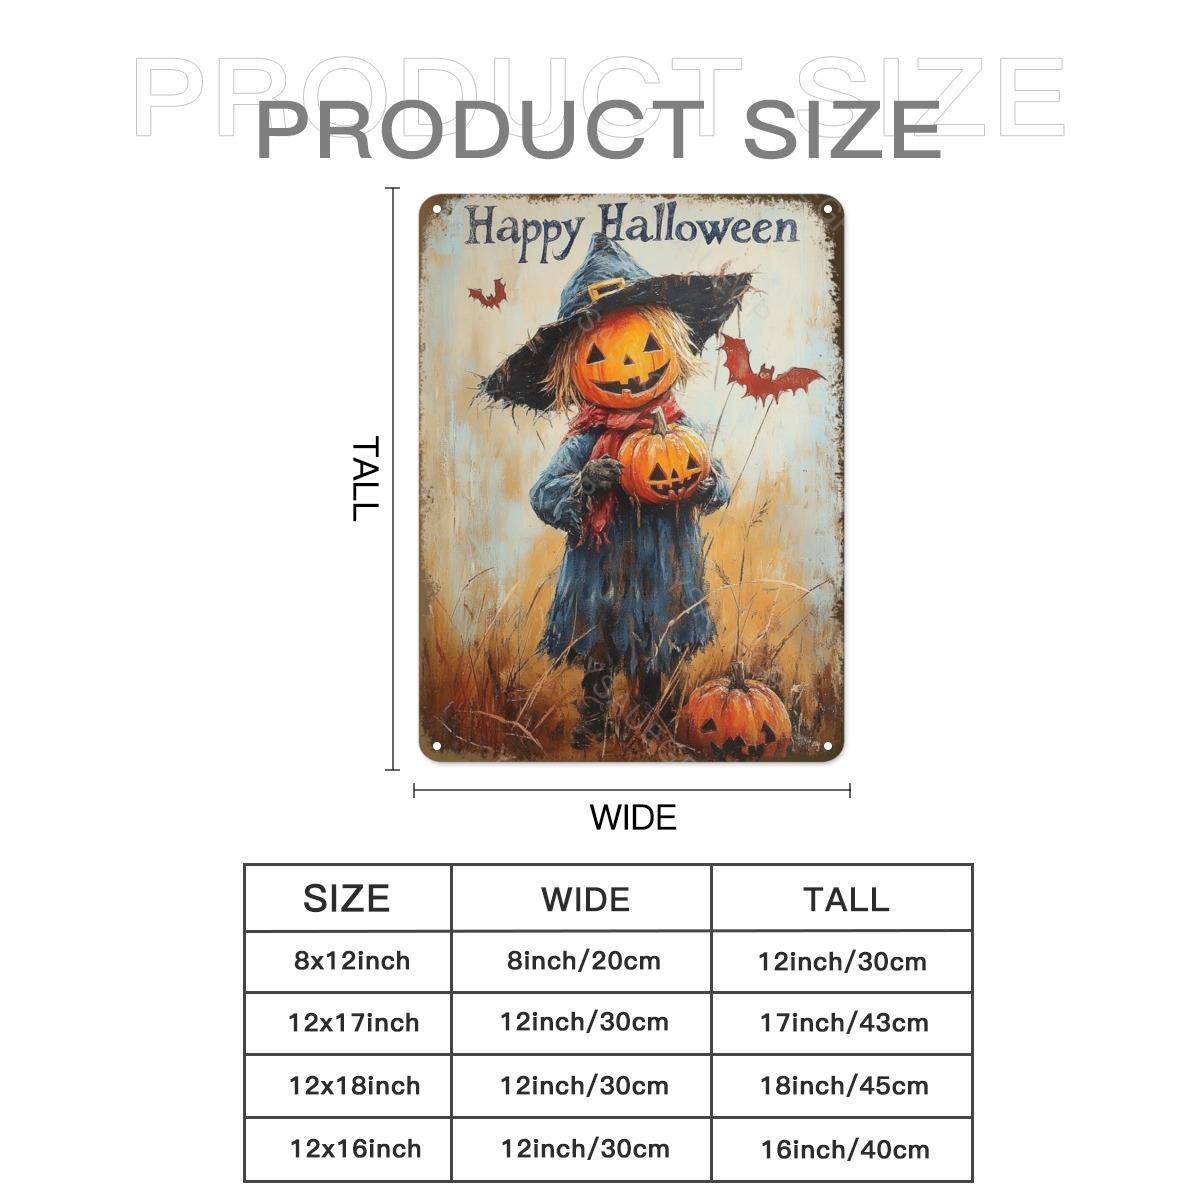 PRODUCT SIZE
PRODUCT SIZE
Happy Halloween
TALL
WIDE
SIZE WIDE TALL
8x12inch 8inch/20cm 12inch/30cm
12x17inch 12inch/30cm 17inch/43cm
12x18inch 12inch/30cm 18inch/45cm
12x16inch 12inch/30cm 16inch/40cm